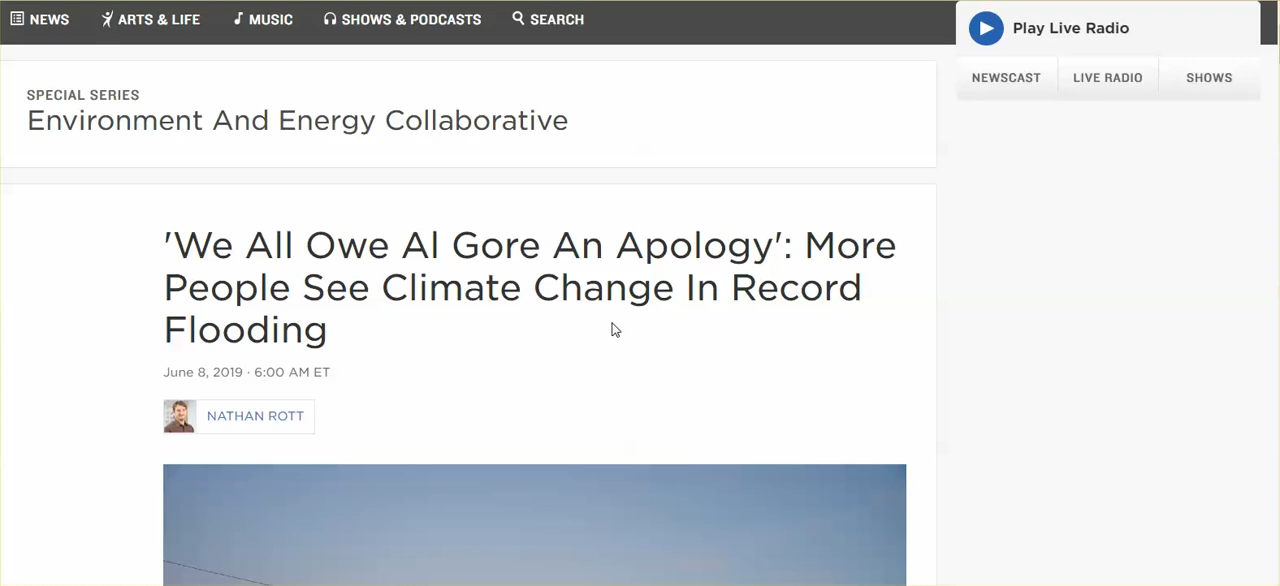 NEWS ARTS & LIFE MUSIC SHOWS & PODCASTS SEARCH
Play Live Radio
NEWSCAST LIVE RADIO SHOWS
SPECIAL SERIES
Environment And Energy Collaborative
'We All Owe Al Gore An Apology': More
People See Climate Change In Record
Flooding
June 8, 2019 · 6:00 AM ET
NATHAN ROTT